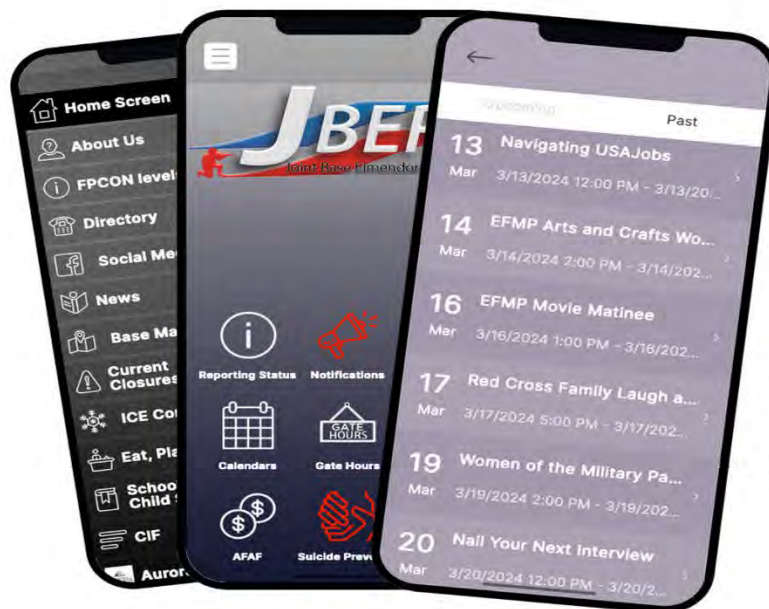 Home Screen
About Us
FPCON levels
Directory
Social Me
News
Base Ma
Current
Closures
ICE Con
Eat, Pla
School
Child S
CIF
Auror
JBER
Joint Base Elmendor
Reporting Status
Notifications
Calendars
GATE
HOURS
Gate Hours
AFAF
Suicide Preve
Upcoming
Past
13
Mar
Navigating USAJobs
3/13/2024 12:00 PM - 3/13/20...
14
Mar
EFMP Arts and Crafts Wo...
3/14/2024 2:00 PM - 3/14/202...
16
Mar
EFMP Movie Matinee
3/16/2024 1:00 PM - 3/16/202...
17
Mar
Red Cross Family Laugh a...
3/17/2024 5:00 PM - 3/17/202...
19
Mar
Women of the Military Pa...
3/19/2024 2:00 PM - 3/19/202...
20
Mar
Nail Your Next Interview
3/20/2024 12:00 PM - 3/20/2...